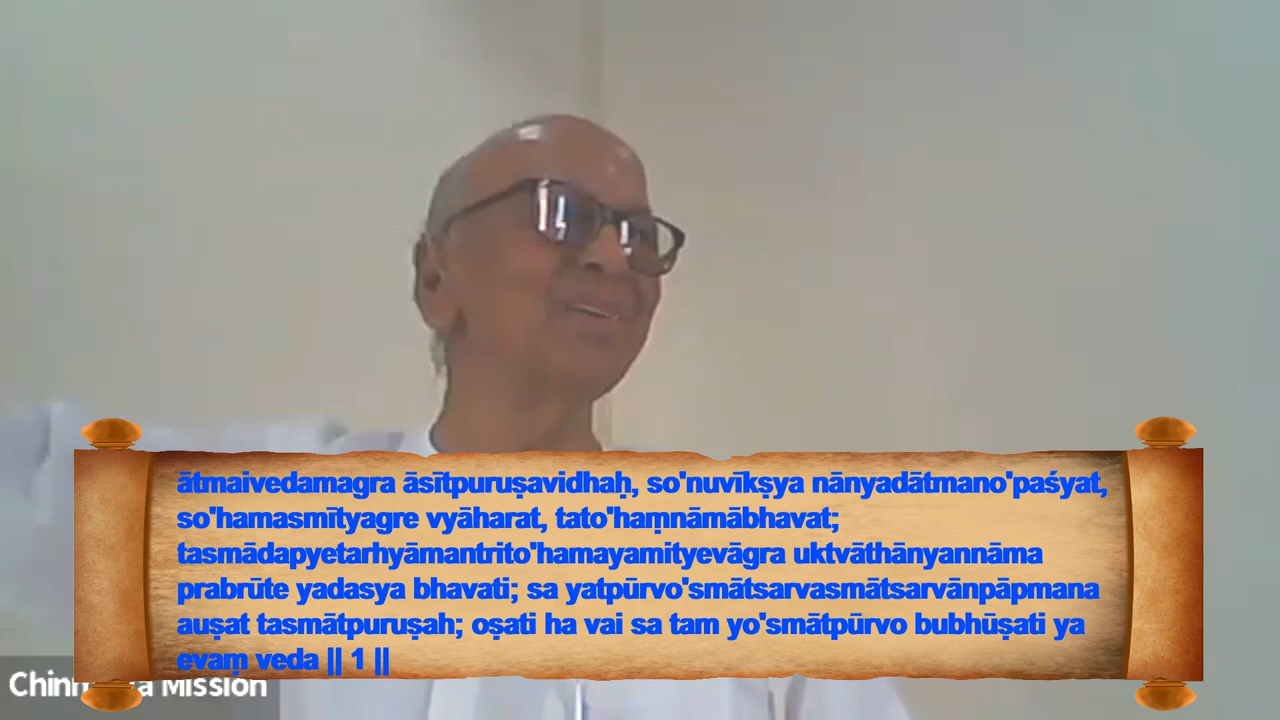 ātmaivedamagra āsītpuruṣavidhaḥ, so'nuvīkṣya nānyadātmano'paśyat,
so'hamasmītyagre vyāharat, tato'haṃnāmābhavat;
tasmādapyetarhyāmantrito'hamayamityevāgra uktvāthānyannāma
prabrūte yadasya bhavati; sa yatpūrvo'smātsarvasmātsarvānpāpmana
auṣat tasmātpuruṣah; oṣati ha vai sa tam yo'smātpūrvo bubhūṣati ya
evaṃ veda || 1 ||
Mission